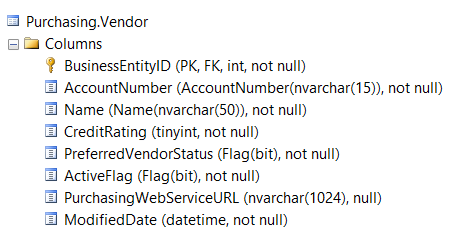 Purchasing.Vendor
Columns
BusinessEntityID (PK, FK, int, not null)
AccountNumber (AccountNumber(nvarchar(15)), not null)
Name (Name(nvarchar(50)), not null)
CreditRating (tinyint, not null)
PreferredVendorStatus (Flag(bit), not null)
ActiveFlag (Flag(bit), not null)
PurchasingWebServiceURL (nvarchar(1024), null)
ModifiedDate (datetime, not null)